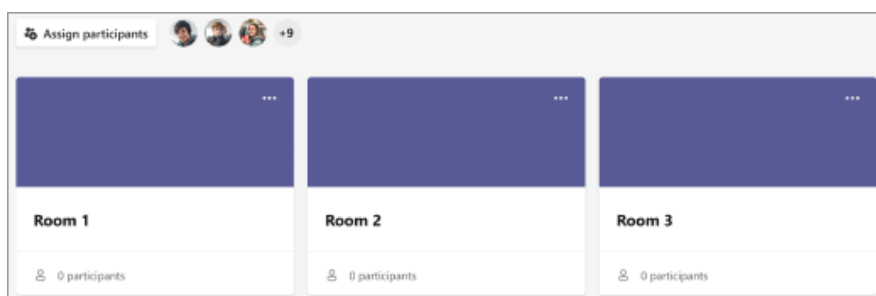 Assign participants +9
Room 1 Room 2 Room 3
0 participants 0 participants 0 participants